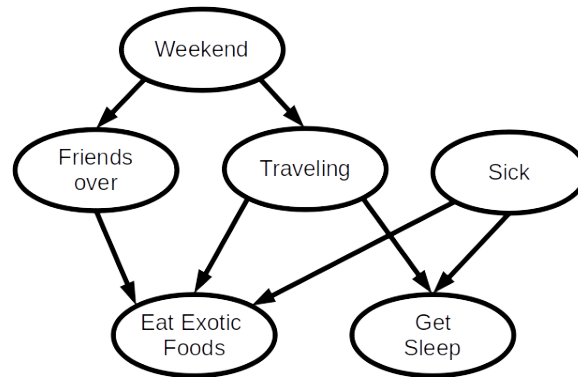 Weekend
Friends
over
Traveling
Sick
Eat Exotic
Foods
Get
Sleep